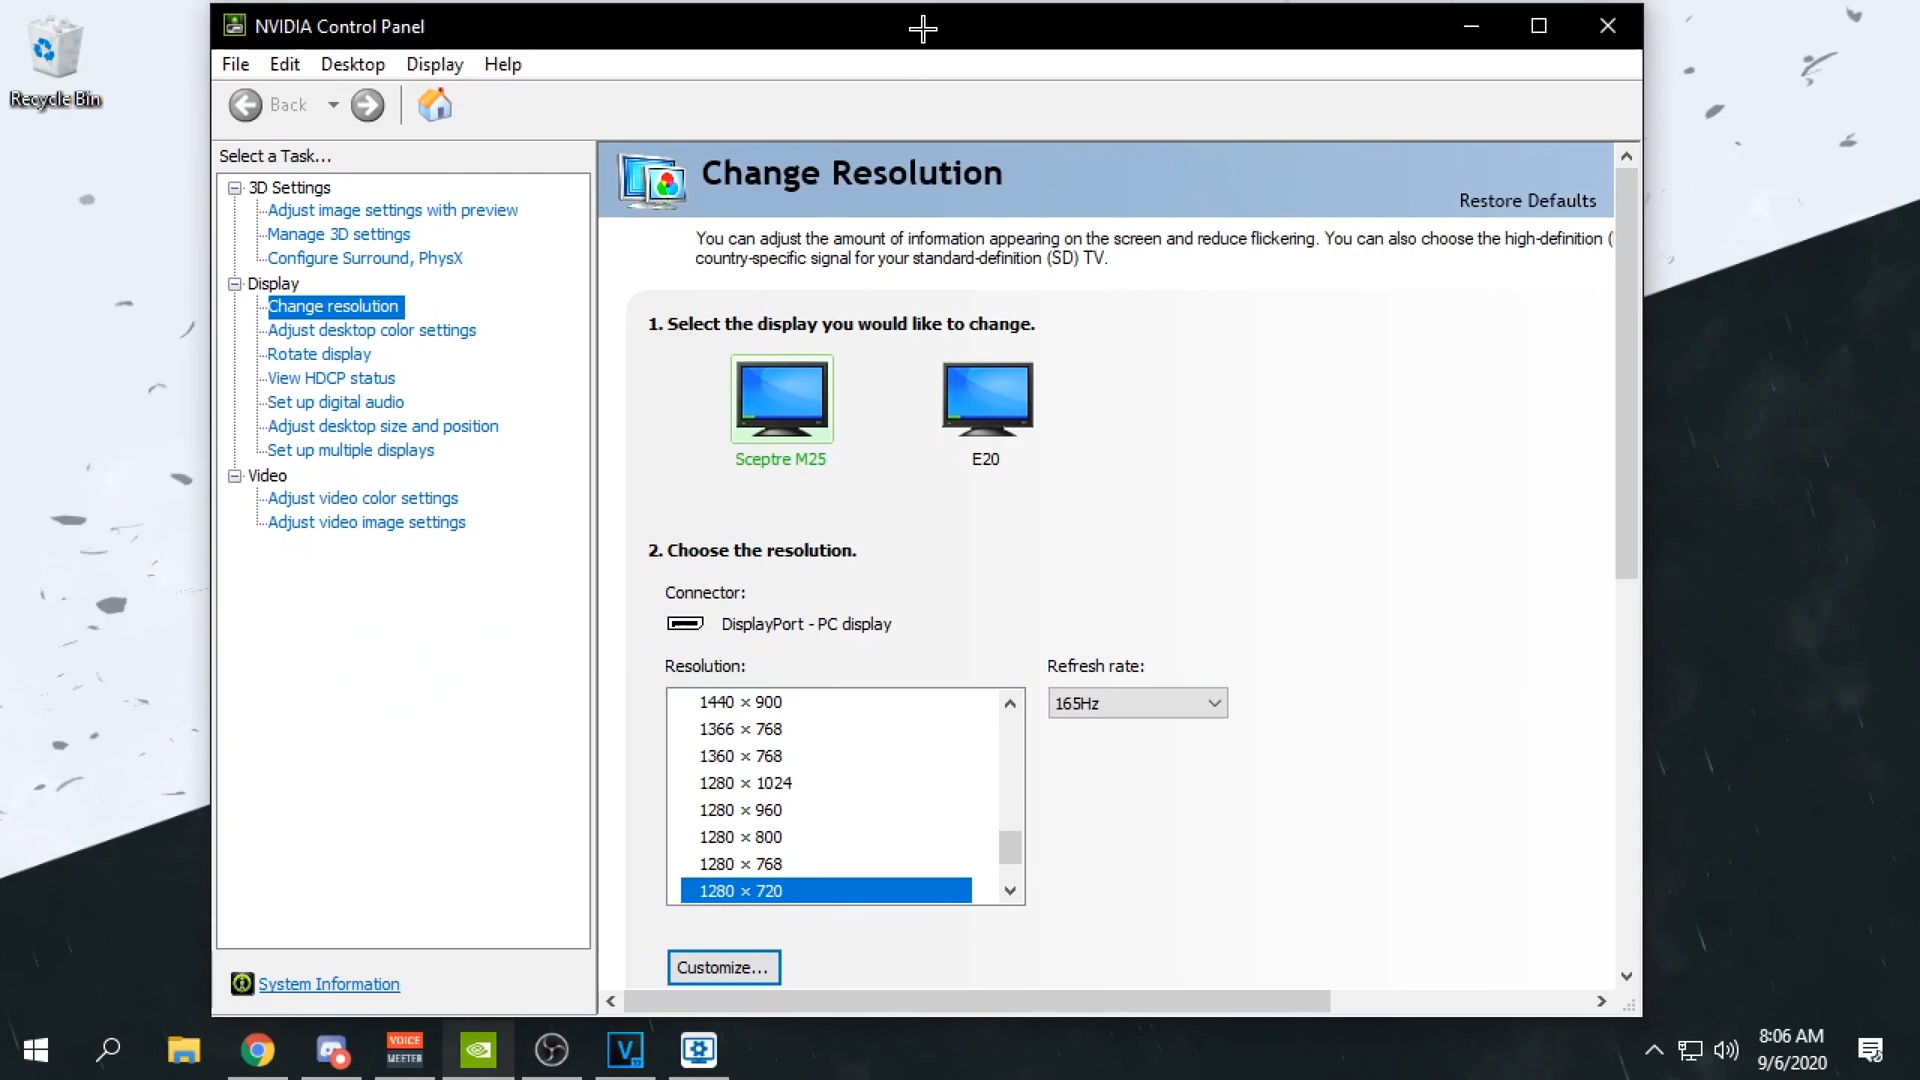 Recycle Bin
NVIDIA Control Panel
File Edit Desktop Display Help
Back
Select a Task...
3D Settings
Adjust image settings with preview
Manage 3D settings
Configure Surround, PhysX
Display
Change resolution
Adjust desktop color settings
Rotate display
View HDCP status
Set up digital audio
Adjust desktop size and position
Set up multiple displays
Video
Adjust video color settings
Adjust video image settings
System Information
Change Resolution
Restore Defaults
You can adjust the amount of information appearing on the screen and reduce flickering. You can also choose the high-definition (
country-specific signal for your standard-definition (SD) TV.
1. Select the display you would like to change.
Sceptre M25 E20
2. Choose the resolution.
Connector:
DisplayPort - PC display
Resolution: Refresh rate:
165Hz
1440 × 900
1366 × 768
1360 × 768
1280 × 1024
1280 × 960
1280 × 800
1280 × 768
1280 × 720
Customize...
VOICE
MEETER
V
17
8:06 AM
9/6/2020